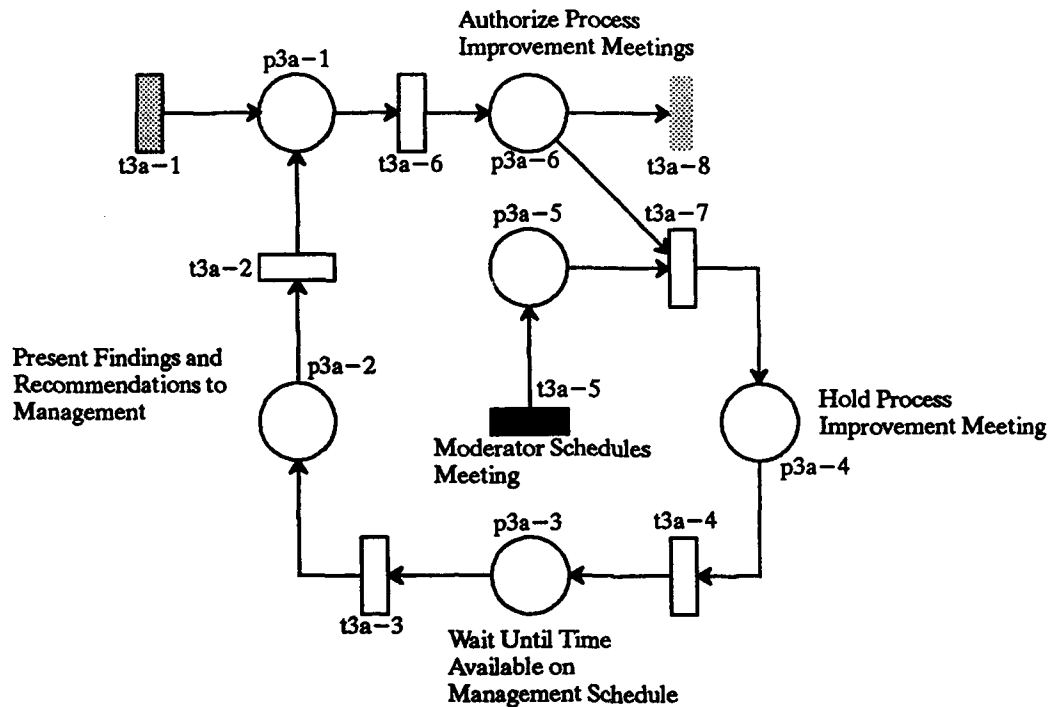 Authorize Process
Improvement Meetings
p3a-1
t3a-1
t3a-6
p3a-6
t3a-8
p3a-5
t3a-7
t3a-2
Present Findings and
Recommendations to
Management
p3a-2
t3a-5
Moderator Schedules
Meeting
Hold Process
Improvement Meeting
p3a-4
p3a-3
t3a-4
t3a-3
Wait Until Time
Available on
Management Schedule